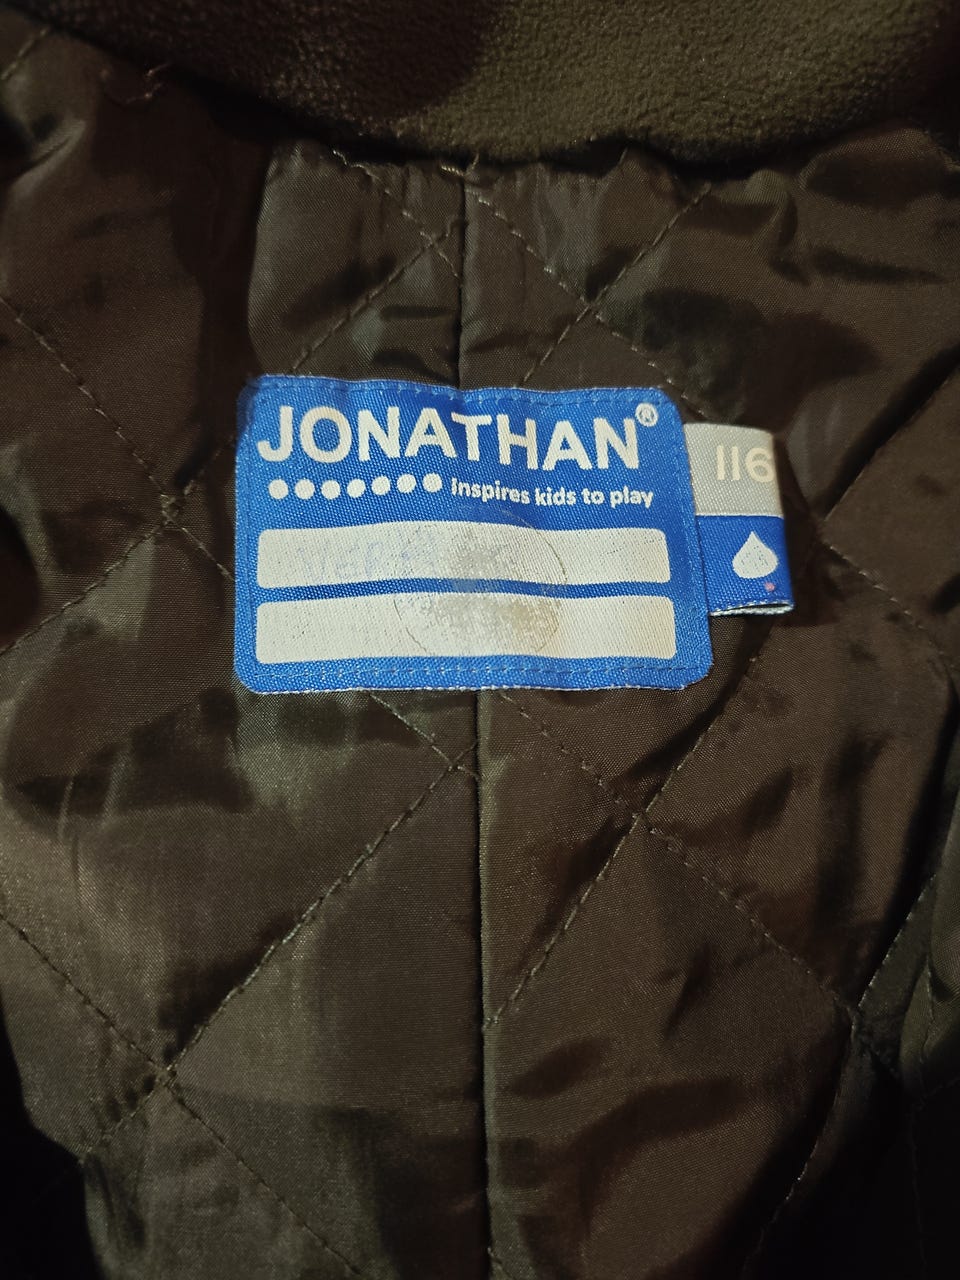 JONATHAN®
Inspires kids to play
116